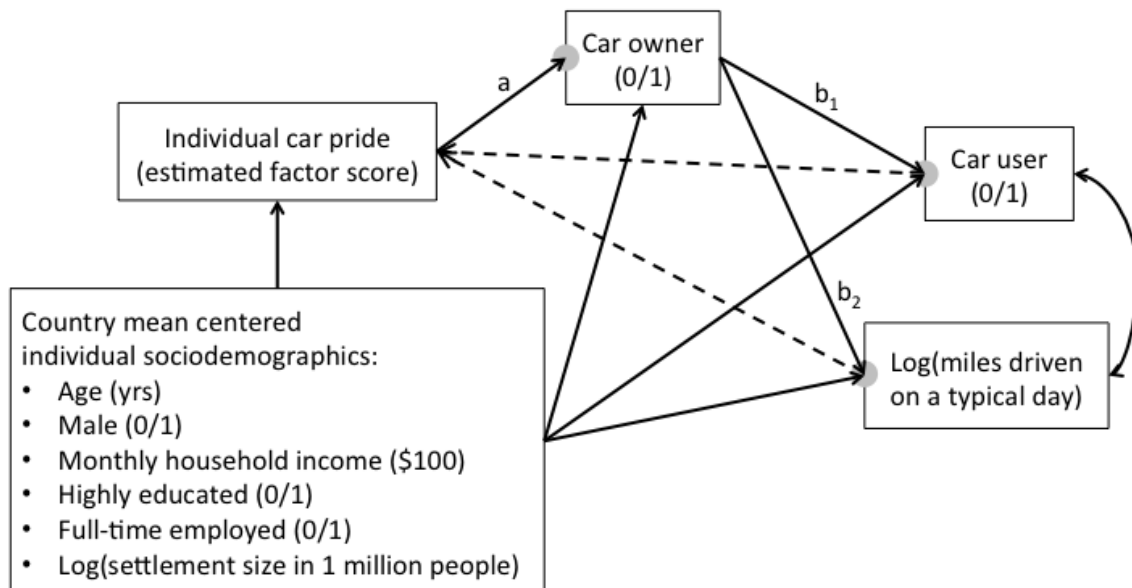 Car owner
(0/1)
a
b1
Individual car pride
(estimated factor score)
Car user
(0/1)
b2
Country mean centered
individual sociodemographics:
• Age (yrs)
• Male (0/1)
• Monthly household income ($100)
• Highly educated (0/1)
• Full-time employed (0/1)
• Log(settlement size in 1 million people)
Log(miles driven
on a typical day)